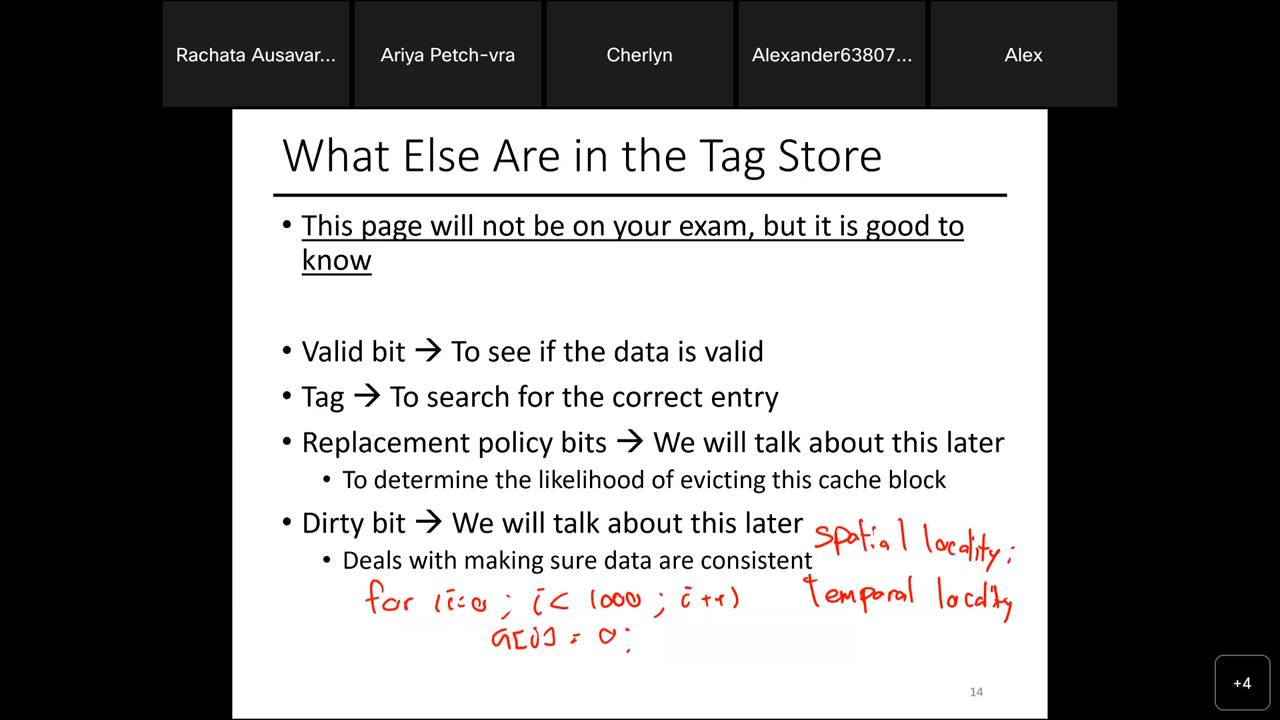 Rachata Ausavar...
Ariya Petch-vra
Cherlyn
Alexander63807...
Alex
What Else Are in the Tag Store
• This page will not be on your exam, but it is good to
know
• Valid bit → To see if the data is valid
• Tag → To search for the correct entry
• Replacement policy bits → We will talk about this later
• To determine the likelihood of evicting this cache block
• Dirty bit → We will talk about this later
• Deals with making sure data are consistent
spatial locality;
temporal locality
for (i=0; i< 1000; i++)
a[0] = 0;
14
+4